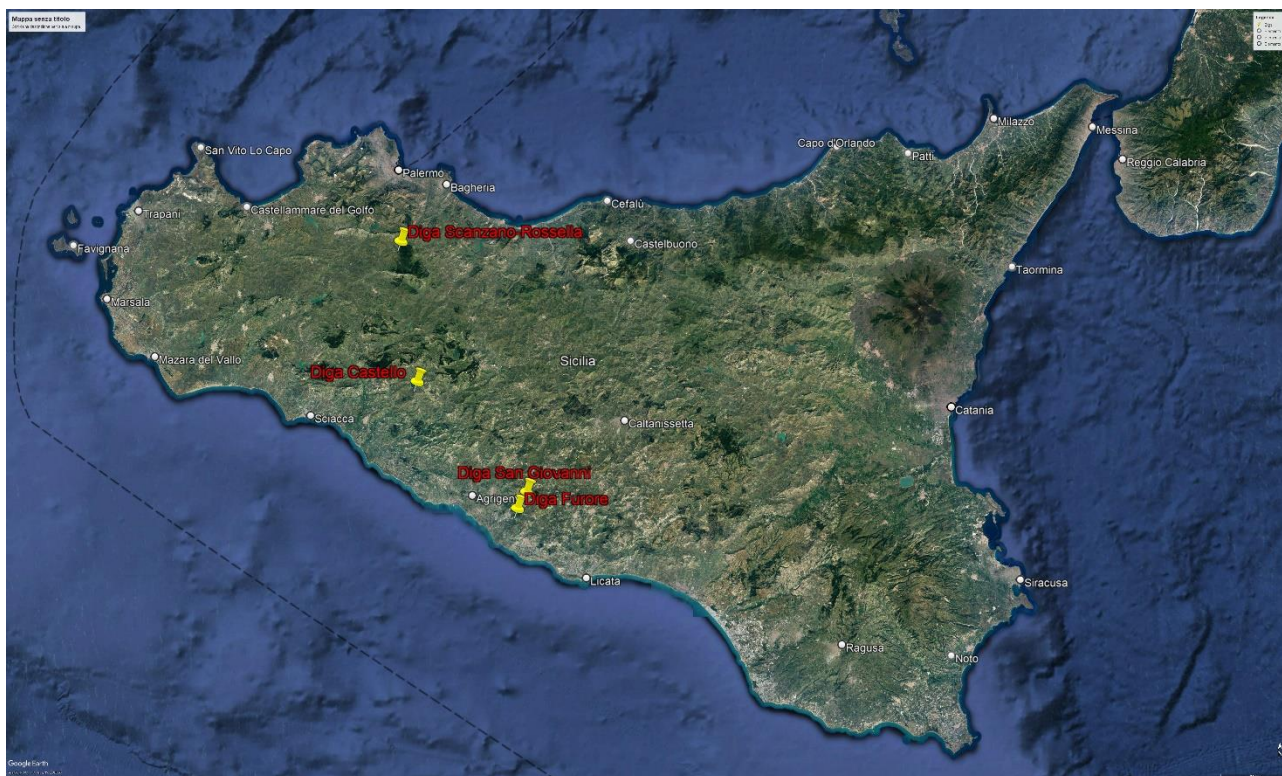 Mappa senza titolo
Legenda
Milazzo
Messina
San Vito Lo Capo
Capo d'Orlando
Patti
Reggio Calabria
Palermo
Bagheria
Castellammare del Golfo
Trapani
Cefalù
Diga Scanzano-Rossella
Castelbuono
Favignana
Taormina
Marsala
Mazara del Vallo
Sicilia
Diga Castello
Catania
Sciacca
Caltanissetta
Diga San Giovanni
Agrigen
Diga Furore
Licata
Siracusa
Ragusa
Noto
Google Earth